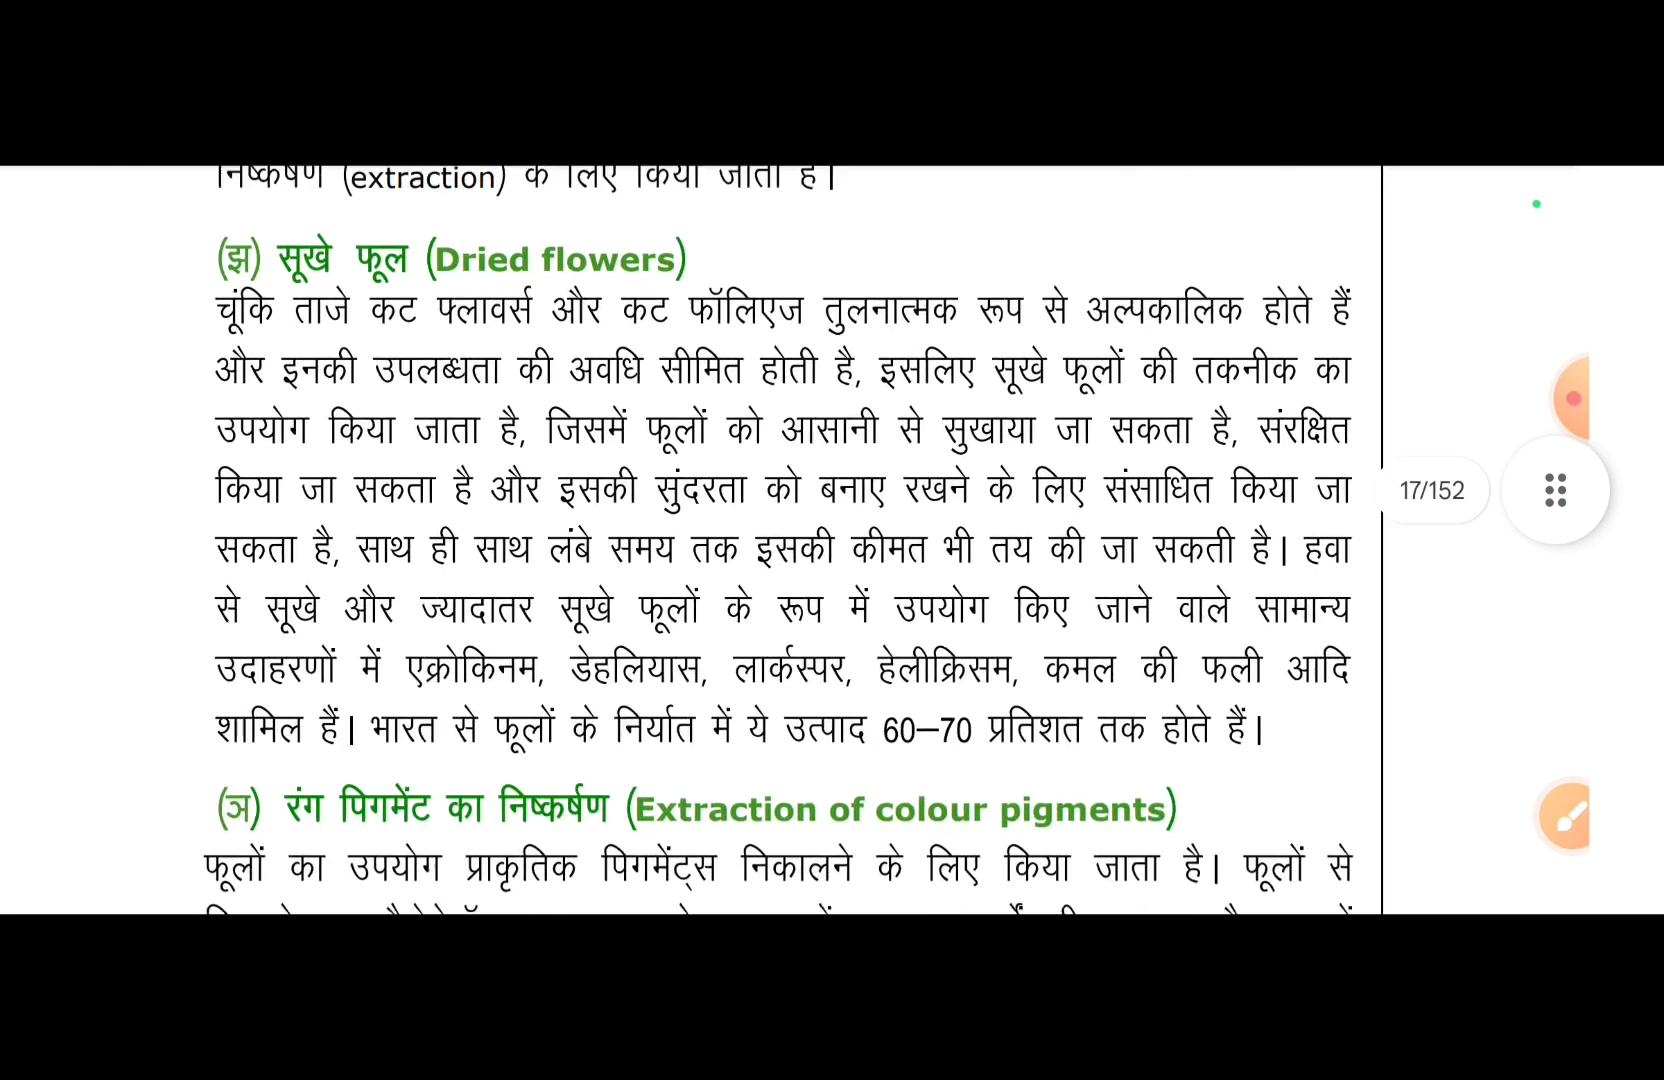 निष्कर्षण (extraction) के लिए किया जाता है।
(झ) सूखे फूल (Dried flowers)
चूंकि ताजे कट फ्लावर्स और कट फॉलिएज तुलनात्मक रूप से अल्पकालिक होते हैं
और इनकी उपलब्धता की अवधि सीमित होती है, इसलिए सूखे फूलों की तकनीक का
उपयोग किया जाता है, जिसमें फूलों को आसानी से सुखाया जा सकता है, संरक्षित
किया जा सकता है और इसकी सुंदरता को बनाए रखने के लिए संसाधित किया जा
सकता है, साथ ही साथ लंबे समय तक इसकी कीमत भी तय की जा सकती है। हवा
से सूखे और ज्यादातर सूखे फूलों के रूप में उपयोग किए जाने वाले सामान्य
उदाहरणों में एक्रोकिनम, डेहलियास, लार्कस्पर, हेलीक्रिसम, कमल की फली आदि
शामिल हैं। भारत से फूलों के निर्यात में ये उत्पाद 60–70 प्रतिशत तक होते हैं।
(ञ) रंग पिगमेंट का निष्कर्षण (Extraction of colour pigments)
फूलों का उपयोग प्राकृतिक पिगमेंट्स निकालने के लिए किया जाता है। फूलों से
17/152